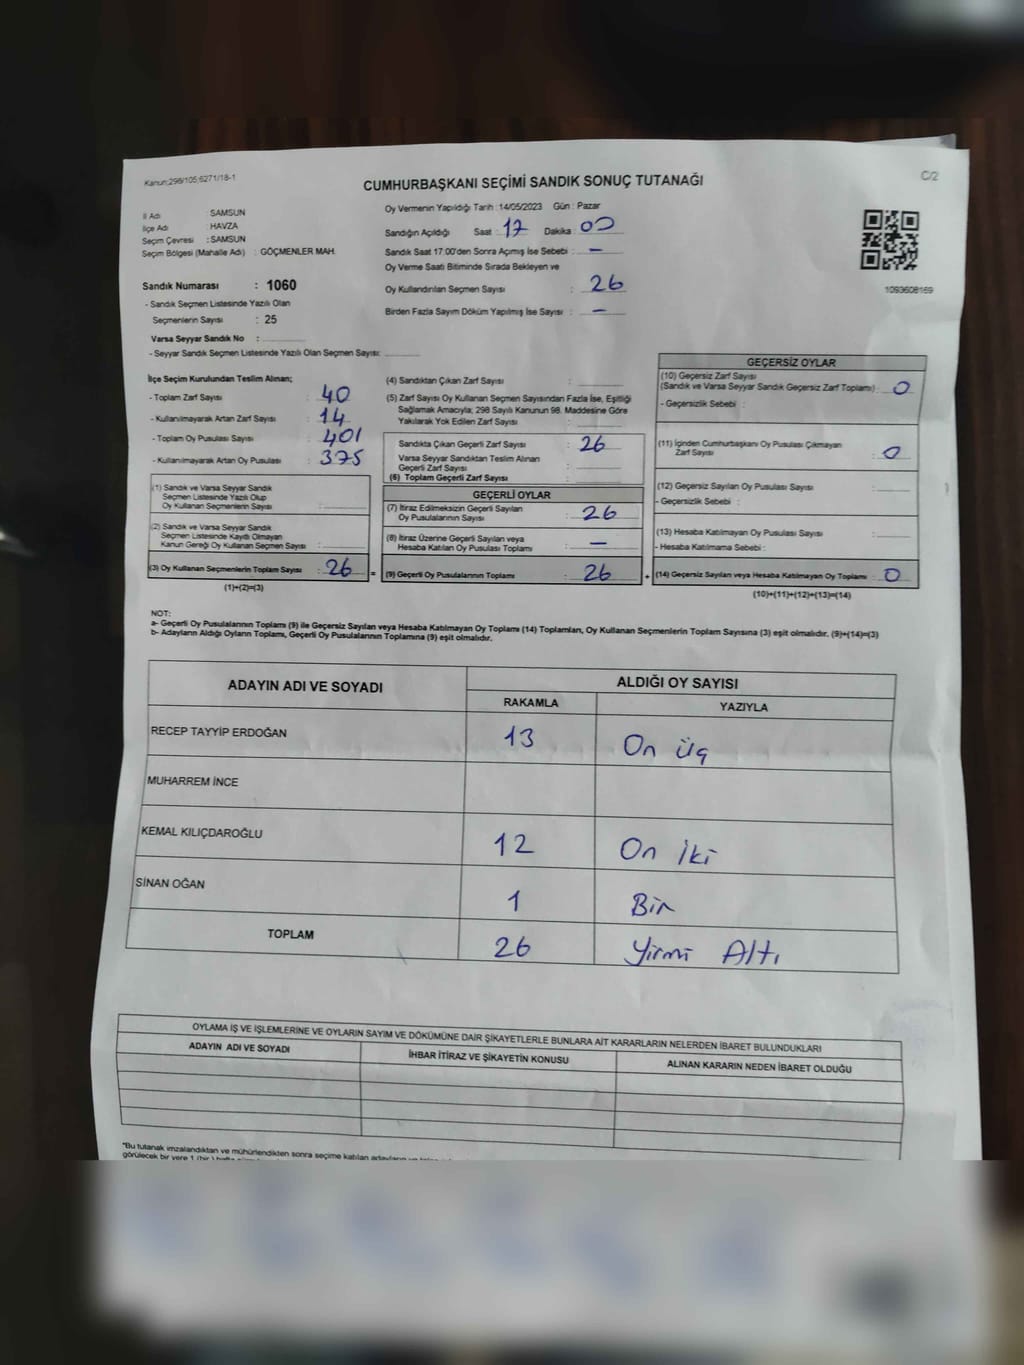 Kanun:298/105;6271/18-1
CUMHURBAŞKANI SEÇİMİ SANDIK SONUÇ TUTANAĞI
C/2
İl Adı SAMSUN
İlçe Adı HAVZA
Seçim Çevresi : SAMSUN
Seçim Bölgesi (Mahalle Adı) : GÖÇMENLER MAH.
Oy Vermenin Yapıldığı Tarih : 14/05/2023 Gün : Pazar
Sandığın Açıldığı Saat : 17 Dakika : 00
Sandık Saat 17:00'den Sonra Açımış İse Sebebi : —
Oy Verme Saati Bitiminde Sırada Bekleyen ve
Oy Kullandırılan Seçmen Sayısı : 26
Birden Fazla Sayım Döküm Yapılmış İse Sayısı : —
1093608169
Sandık Numarası : 1060
- Sandık Seçmen Listesinde Yazılı Olan
Seçmenlerin Sayısı : 25
Varsa Seyyar Sandık No :
- Seyyar Sandık Seçmen Listesinde Yazılı Olan Seçmen Sayısı:
İlçe Seçim Kurulundan Teslim Alınan;
- Toplam Zarf Sayısı : 40
- Kullanılmayarak Artan Zarf Sayısı : 14
- Toplam Oy Pusulası Sayısı : 401
- Kullanılmayarak Artan Oy Pusulası : 375
(1) Sandık ve Varsa Seyyar Sandık
Seçmen Listesinde Yazılı Olup
Oy Kullanan Seçmenlerin Sayısı :
(2) Sandık ve Varsa Seyyar Sandık
Seçmen Listesinde Kayıtlı Olmayan
Kanun Gereği Oy Kullanan Seçmen Sayısı :
(3) Oy Kullanan Seçmenlerin Toplam Sayısı : 26 =
(1)+(2)=(3)
(4) Sandıktan Çıkan Zarf Sayısı :
(5) Zarf Sayısı Oy Kullanan Seçmen Sayısından Fazla İse, Eşitliği
Sağlamak Amacıyla; 298 Sayılı Kanunun 98. Maddesine Göre
Yakılarak Yok Edilen Zarf Sayısı :
Sandıkta Çıkan Geçerli Zarf Sayısı : 26
Varsa Seyyar Sandıktan Teslim Alınan
Geçerli Zarf Sayısı :
(6) Toplam Geçerli Zarf Sayısı :
GEÇERLİ OYLAR
(7) İtiraz Edilmeksizin Geçerli Sayılan
Oy Pusulalarının Sayısı : 26
(8) İtiraz Üzerine Geçerli Sayılan veya
Hesaba Katılan Oy Pusulası Toplamı : —
(9) Geçerli Oy Pusulalarının Toplamı : 26 +
GEÇERSİZ OYLAR
(10) Geçersiz Zarf Sayısı
(Sandık ve Varsa Seyyar Sandık Geçersiz Zarf Toplamı) : 0
- Geçersizlik Sebebi :
(11) İçinden Cumhurbaşkanı Oy Pusulası Çıkmayan
Zarf Sayısı : 0
(12) Geçersiz Sayılan Oy Pusulası Sayısı :
- Geçersizlik Sebebi :
(13) Hesaba Katılmayan Oy Pusulası Sayısı :
- Hesaba Katılmama Sebebi :
(14) Geçersiz Sayılan veya Hesaba Katılmayan Oy Toplamı : 0
(10)+(11)+(12)+(13)=(14)
NOT:
a- Geçerli Oy Pusulalarının Toplamı (9) ile Geçersiz Sayılan veya Hesaba Katılmayan Oy Toplamı (14) Toplamları, Oy Kullanan Seçmenlerin Toplam Sayısına (3) eşit olmalıdır. (9)+(14)=(3)
b- Adayların Aldığı Oyların Toplamı, Geçerli Oy Pusulalarının Toplamına (9) eşit olmalıdır.
ADAYIN ADI VE SOYADI
ALDIĞI OY SAYISI
RAKAMLA YAZIYLA
RECEP TAYYİP ERDOĞAN 13 On Üç
MUHARREM İNCE
KEMAL KILIÇDAROĞLU 12 On İki
SİNAN OĞAN 1 Bir
TOPLAM 26 Yirmi Altı
OYLAMA İŞ VE İŞLEMLERİNE VE OYLARIN SAYIM VE DÖKÜMÜNE DAİR ŞİKAYETLERLE BUNLARA AİT KARARLARIN NELERDEN İBARET BULUNDUKLARI
ADAYIN ADI VE SOYADI İHBAR İTİRAZ VE ŞİKAYETİN KONUSU ALINAN KARARIN NEDEN İBARET OLDUĞU
"Bu tutanak imzalandıktan ve mühürlendikten sonra seçime katılan adayların
görülecek bir yere 1 (bir) hafta